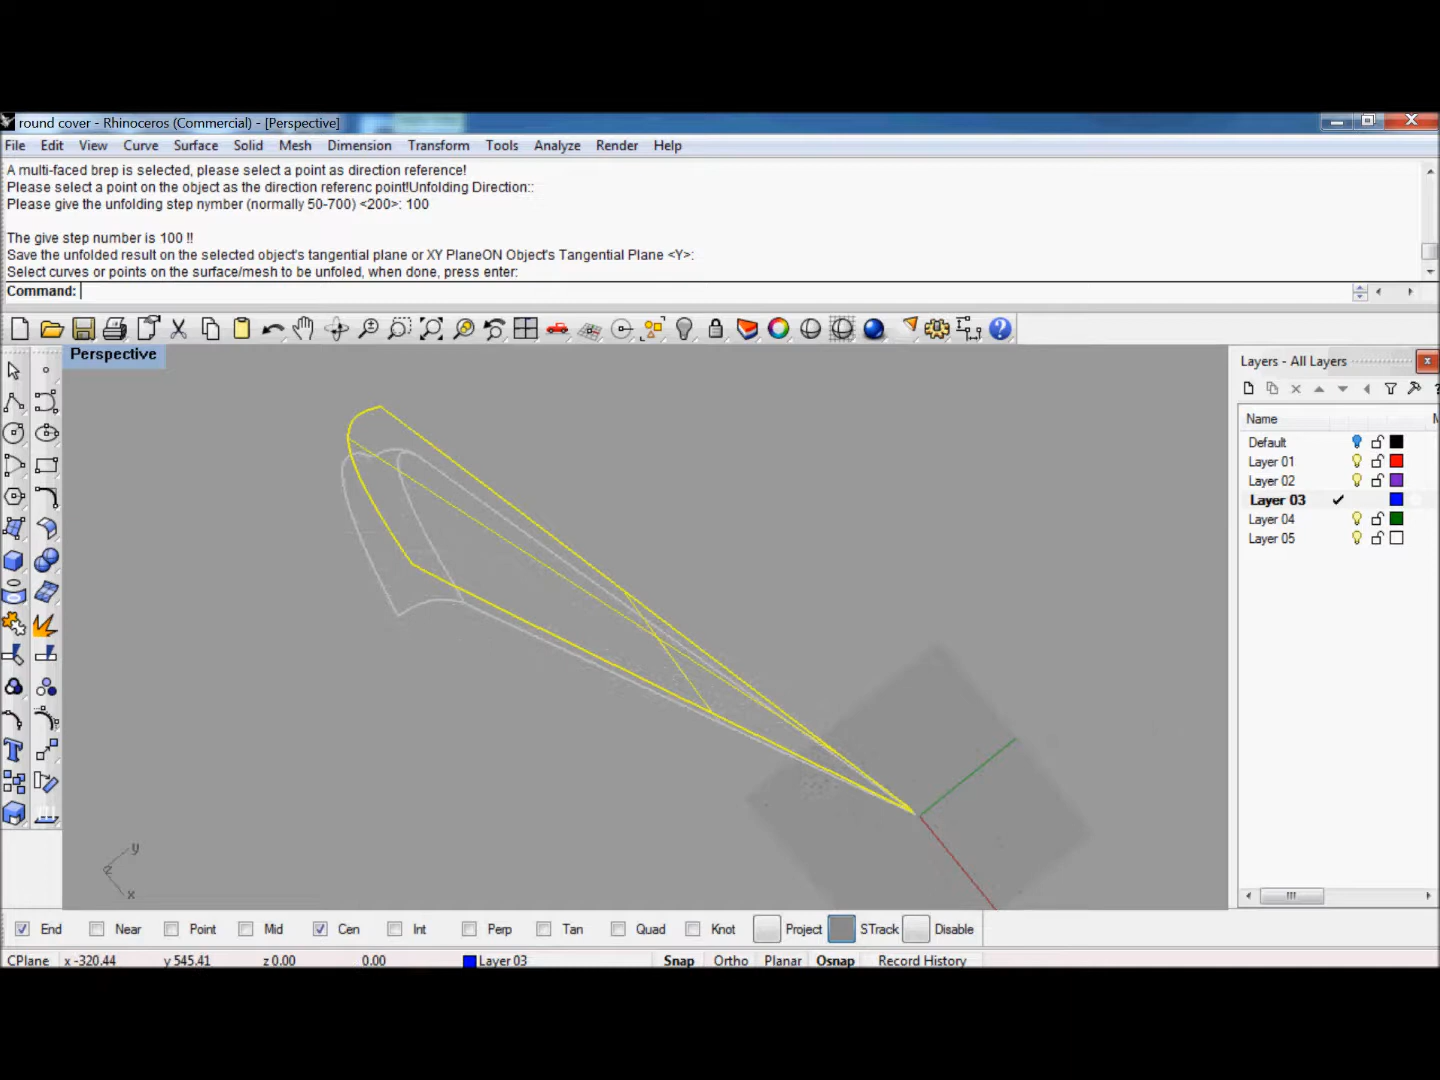 round cover - Rhinoceros (Commercial) - [Perspective]
File Edit View Curve Surface Solid Mesh Dimension Transform Tools Analyze Render Help
A multi-faced brep is selected, please select a point as direction reference!
Please select a point on the object as the direction referenc point!Unfolding Direction::
Please give the unfolding step nymber (normally 50-700) <200>: 100
The give step number is 100 !!
Save the unfolded result on the selected object's tangential plane or XY PlaneON Object's Tangential Plane <Y>:
Select curves or points on the surface/mesh to be unfoled, when done, press enter:
Command:
Perspective
Layers - All Layers
Name M
Default
Layer 01
Layer 02
Layer 03
Layer 04
Layer 05
y
z
x
End Near Point Mid Cen Int Perp Tan Quad Knot Project STrack Disable
CPlane x -320.44 y 545.41 z 0.00 0.00 Layer 03 Snap Ortho Planar Osnap Record History